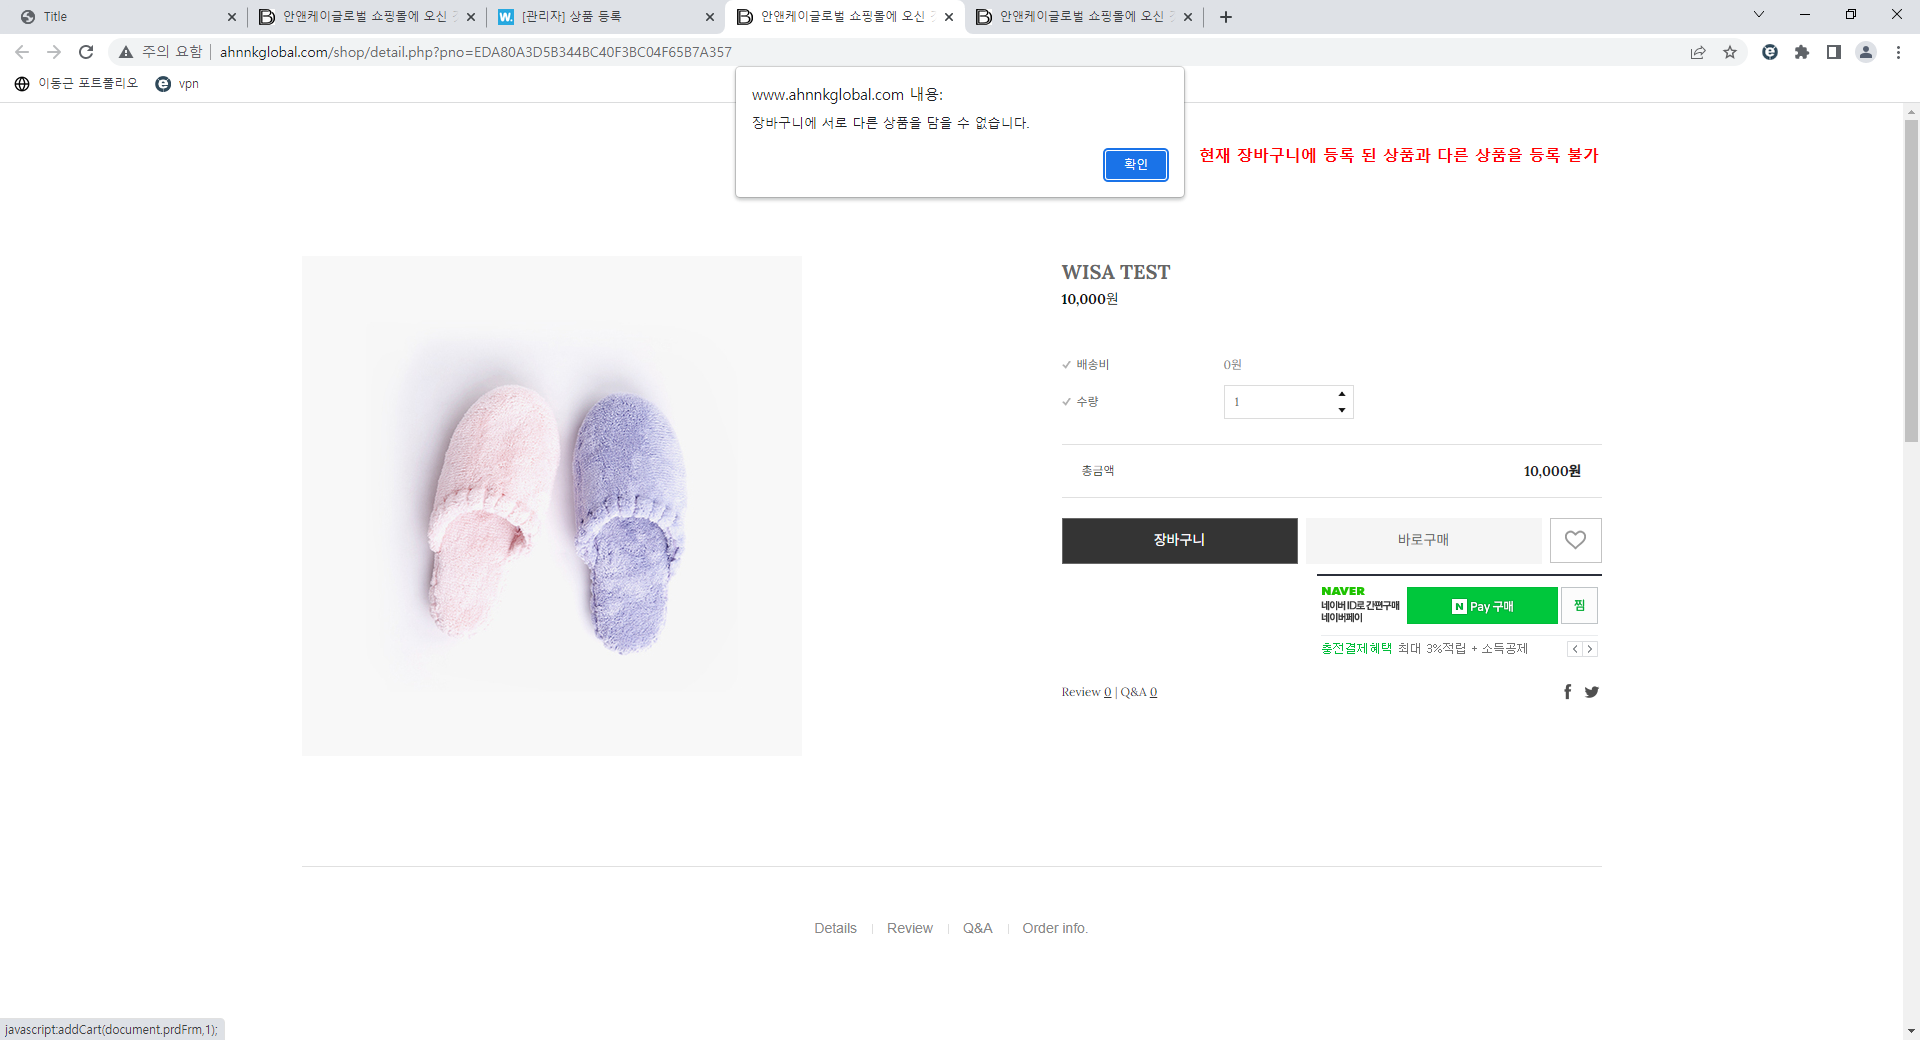 Title
안앤케이글로벌 쇼핑몰에 오신
[관리자] 상품 등록
안앤케이글로벌 쇼핑몰에 오신
안앤케이글로벌 쇼핑몰에 오신
주의 요함
ahnnkglobal.com/shop/detail.php?pno=EDA80A3D5B344BC40F3BC04F65B7A357
이동근 포트폴리오
vpn
www.ahnnkglobal.com 내용:
장바구니에 서로 다른 상품을 담을 수 없습니다.
확인
현재 장바구니에 등록 된 상품과 다른 상품을 등록 불가
WISA TEST
10,000원
배송비 0원
수량 1
총금액 10,000원
장바구니 바로구매
NAVER
네이버 ID로 간편구매
네이버페이
N Pay 구매
찜
충전결제혜택 최대 3%적립 + 소득공제
Review 0 | Q&A 0
Details
Review
Q&A
Order info.
javascript:addCart(document.prdFrm,1);